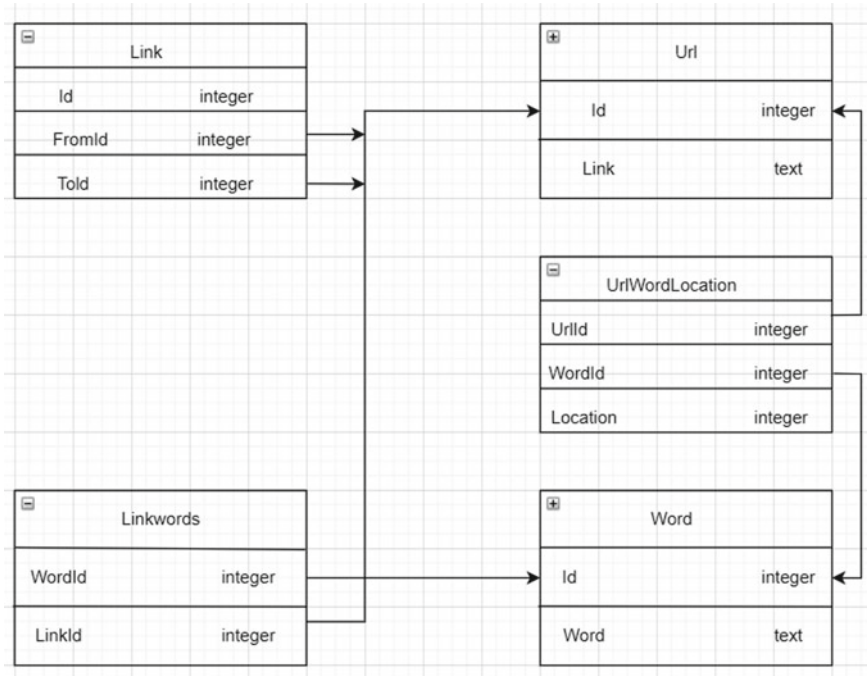 Link
Id integer
FromId integer
ToId integer
Url
Id integer
Link text
UrlWordLocation
UrlId integer
WordId integer
Location integer
Linkwords
WordId integer
LinkId integer
Word
Id integer
Word text